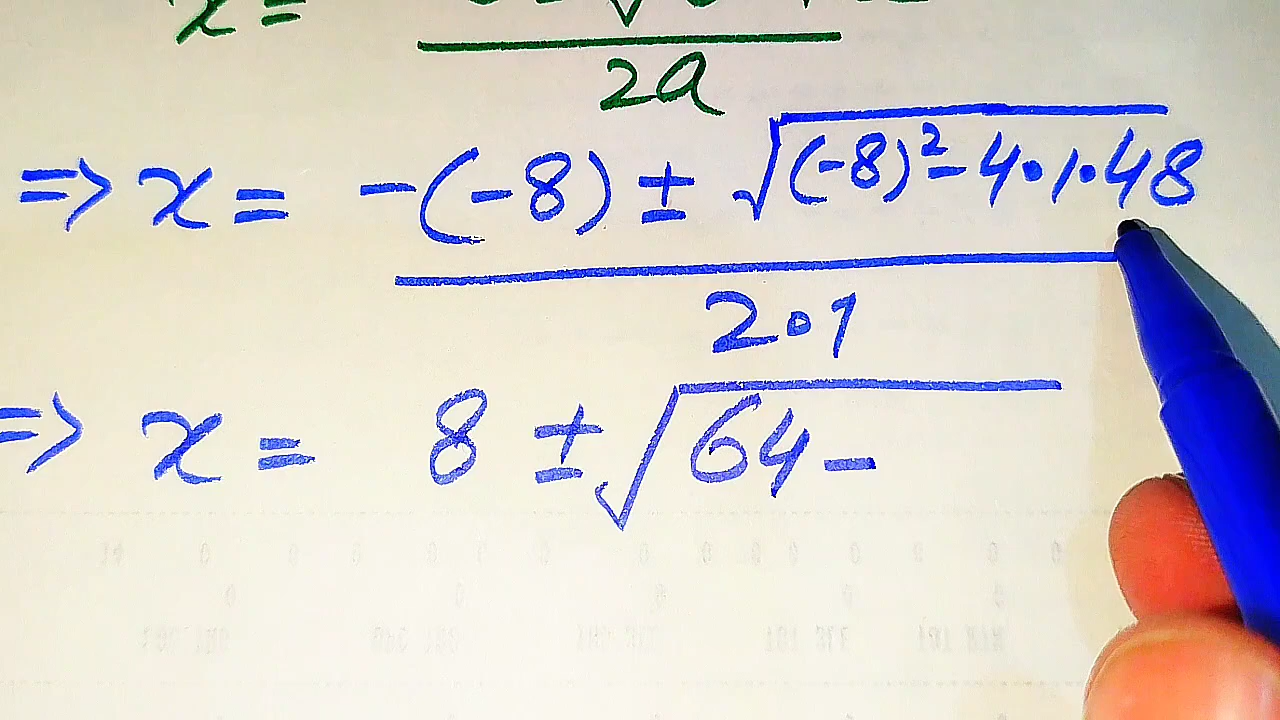 x =
2a
⇒ x = -(-8) ± √(-8)² - 4·1·48
2·1
⇒ x = 8 ± √64 -